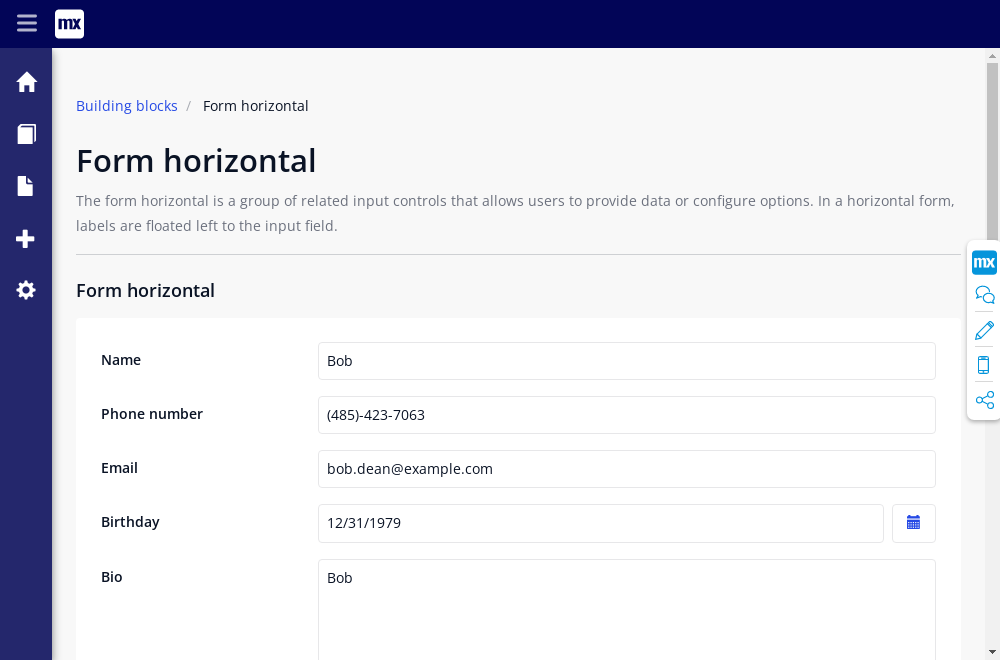 mx
Building blocks / Form horizontal
Form horizontal
The form horizontal is a group of related input controls that allows users to provide data or configure options. In a horizontal form,
labels are floated left to the input field.
Form horizontal
mx
Name Bob
Phone number (485)-423-7063
Email bob.dean@example.com
Birthday 12/31/1979
Bio Bob